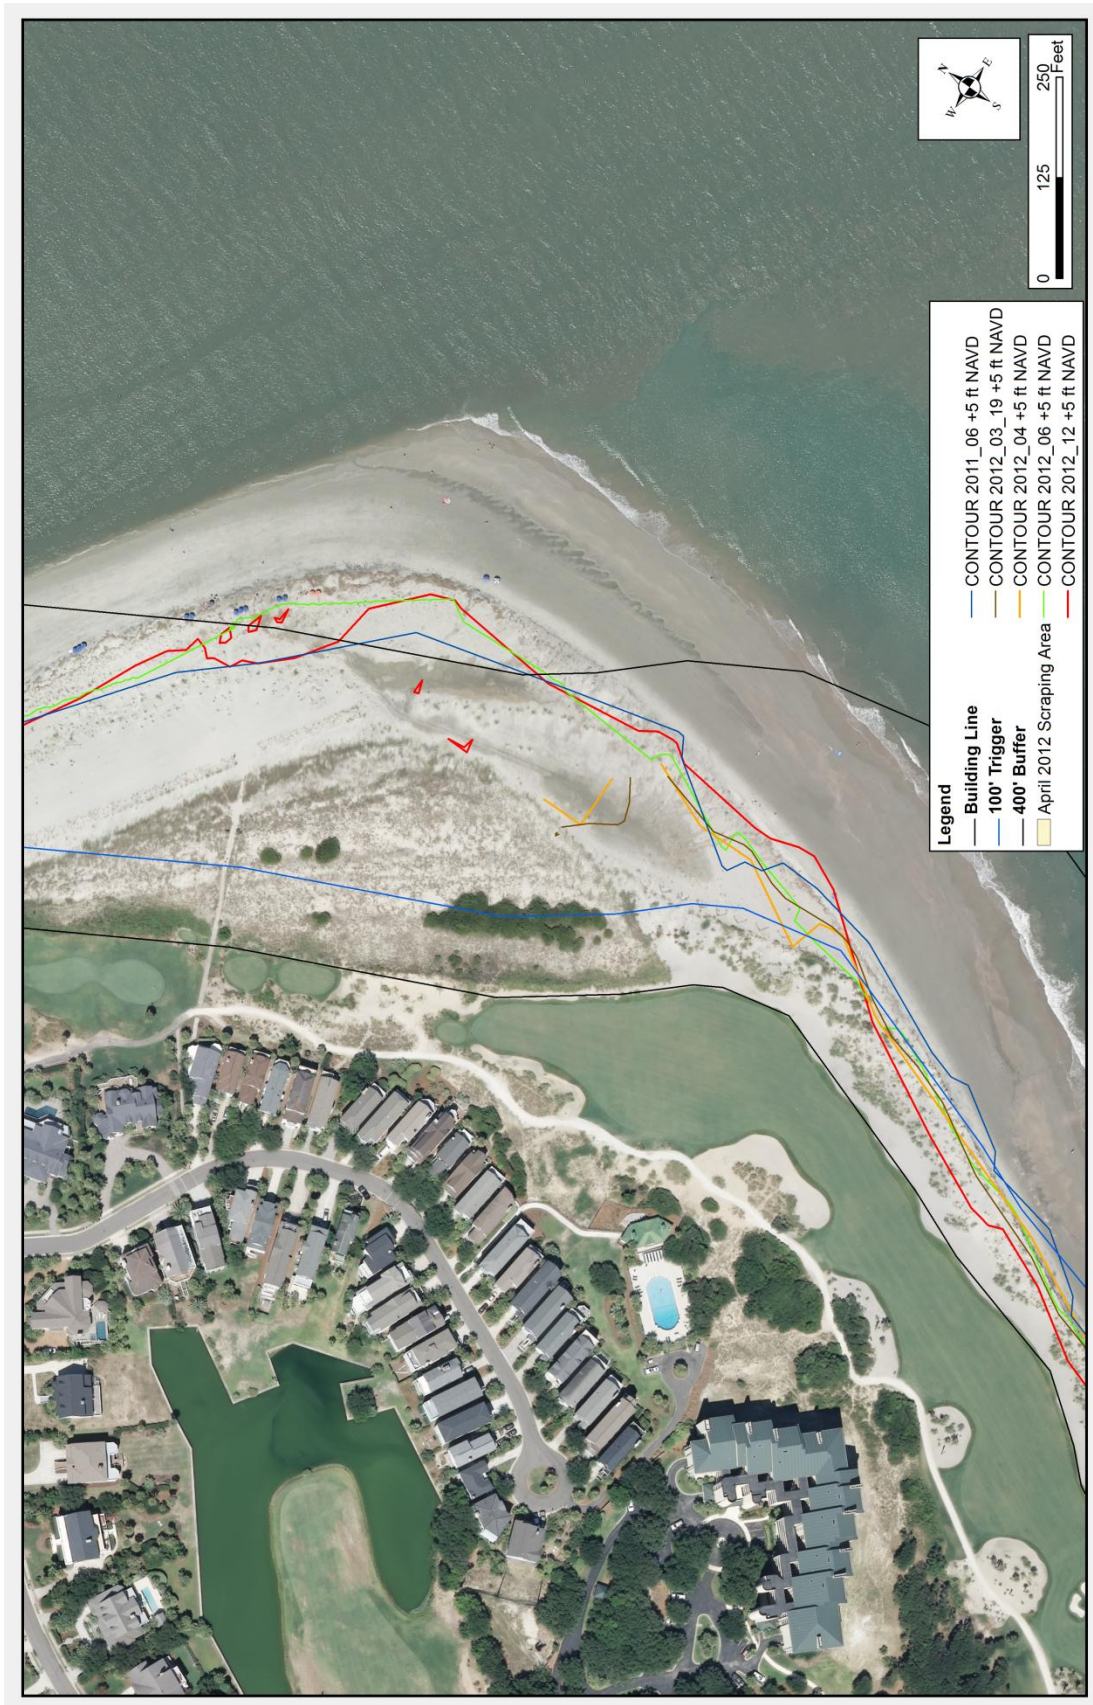 N
E
S
W
0
125
250
Feet
Legend
Building Line
100' Trigger
400' Buffer
April 2012 Scraping Area
CONTOUR 2011_06 +5 ft NAVD
CONTOUR 2012_03_19 +5 ft NAVD
CONTOUR 2012_04 +5 ft NAVD
CONTOUR 2012_06 +5 ft NAVD
CONTOUR 2012_12 +5 ft NAVD